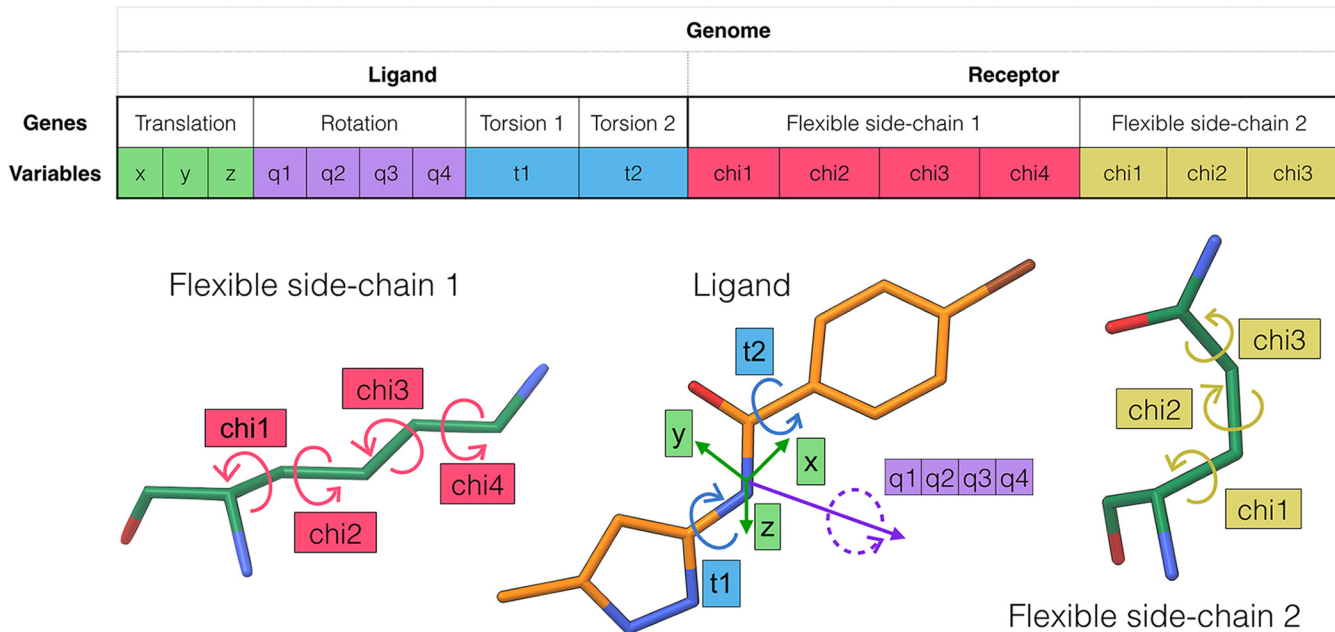 Genome
Ligand Receptor
Genes Translation Rotation Torsion 1 Torsion 2 Flexible side-chain 1 Flexible side-chain 2
Variables x y z q1 q2 q3 q4 t1 t2 chi1 chi2 chi3 chi4 chi1 chi2 chi3
Flexible side-chain 1
chi1
chi2
chi3
chi4
Ligand
t2
y
x
z
q1 q2 q3 q4
t1
chi3
chi2
chi1
Flexible side-chain 2